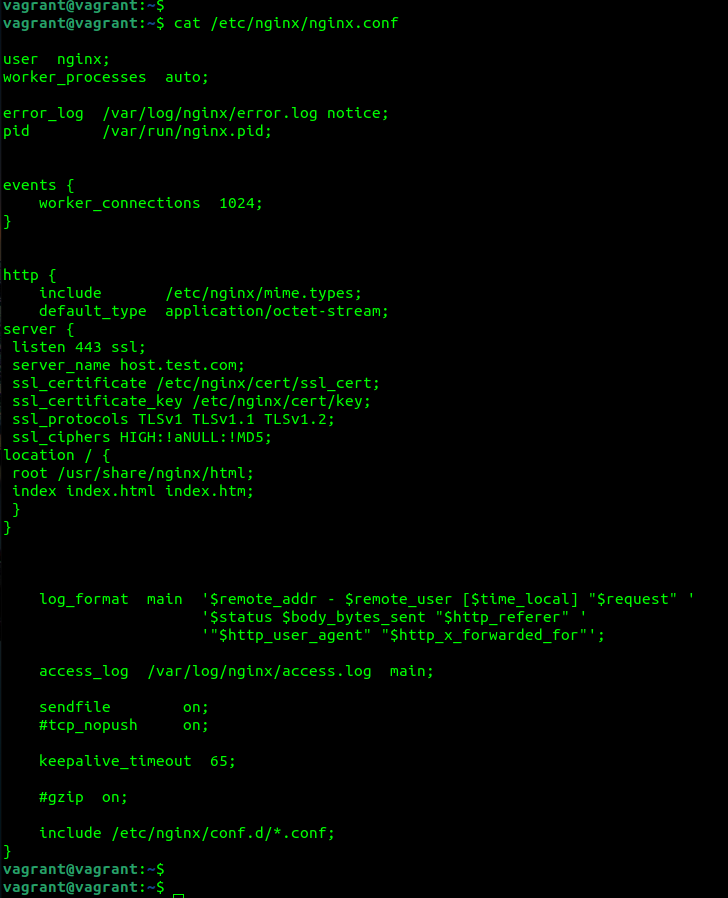 vagrant@vagrant:~$
vagrant@vagrant:~$ cat /etc/nginx/nginx.conf

user  nginx;
worker_processes  auto;

error_log  /var/log/nginx/error.log notice;
pid        /var/run/nginx.pid;


events {
    worker_connections  1024;
}


http {
    include       /etc/nginx/mime.types;
    default_type  application/octet-stream;
server {
 listen 443 ssl;
 server_name host.test.com;
 ssl_certificate /etc/nginx/cert/ssl_cert;
 ssl_certificate_key /etc/nginx/cert/key;
 ssl_protocols TLSv1 TLSv1.1 TLSv1.2;
 ssl_ciphers HIGH:!aNULL:!MD5;
location / {
 root /usr/share/nginx/html;
 index index.html index.htm;
 }
}



    log_format  main  '$remote_addr - $remote_user [$time_local] "$request" '
                      '$status $body_bytes_sent "$http_referer" '
                      '"$http_user_agent" "$http_x_forwarded_for"';

    access_log  /var/log/nginx/access.log  main;

    sendfile        on;
    #tcp_nopush     on;

    keepalive_timeout  65;

    #gzip  on;

    include /etc/nginx/conf.d/*.conf;
}
vagrant@vagrant:~$
vagrant@vagrant:~$